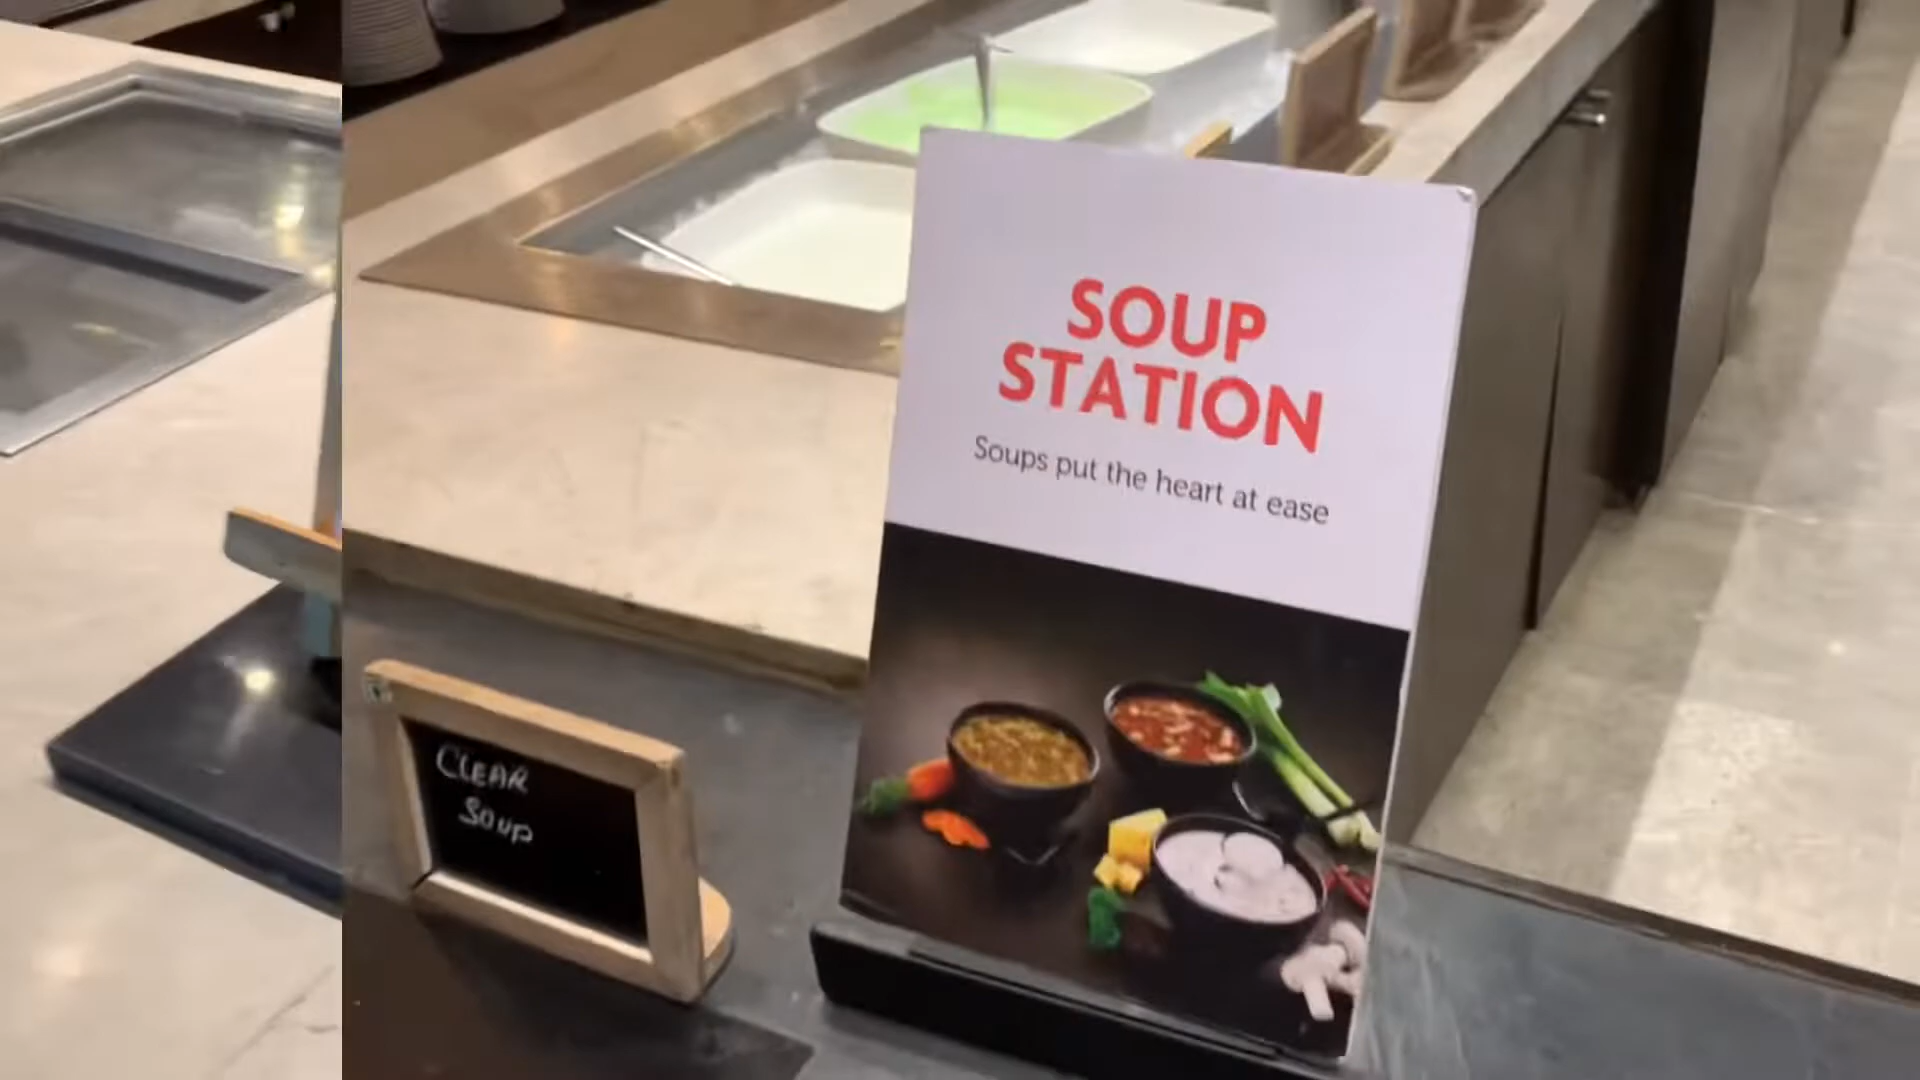 SOUP
STATION
Soups put the heart at ease
CLEAR
SOUP